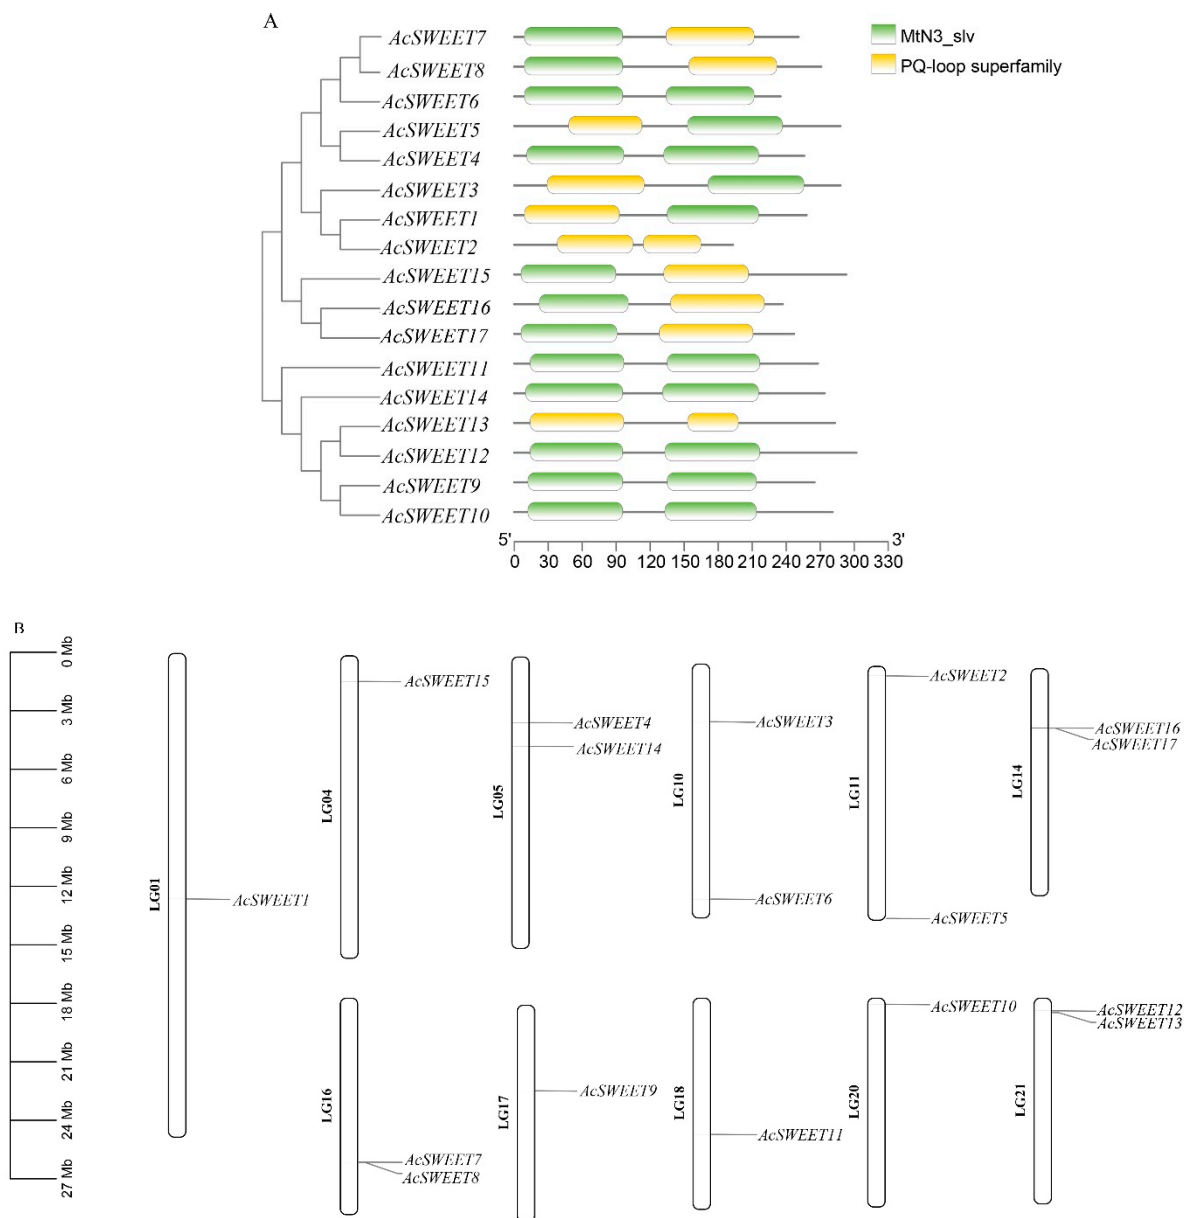 A
AcSWEET7
AcSWEET8
AcSWEET6
AcSWEET5
AcSWEET4
AcSWEET3
AcSWEET1
AcSWEET2
AcSWEET15
AcSWEET16
AcSWEET17
AcSWEET11
AcSWEET14
AcSWEET13
AcSWEET12
AcSWEET9
AcSWEET10
MtN3_slv
PQ-loop superfamily
5' 3'
0 30 60 90 120 150 180 210 240 270 300 330
B
0 Mb
3 Mb
6 Mb
9 Mb
12 Mb
15 Mb
18 Mb
21 Mb
24 Mb
27 Mb
LG01
AcSWEET1
LG04
AcSWEET15
LG05
AcSWEET4
AcSWEET14
LG10
AcSWEET3
AcSWEET6
LG11
AcSWEET2
AcSWEET5
LG14
AcSWEET16
AcSWEET17
LG16
AcSWEET7
AcSWEET8
LG17
AcSWEET9
LG18
AcSWEET11
LG20
AcSWEET10
LG21
AcSWEET12
AcSWEET13